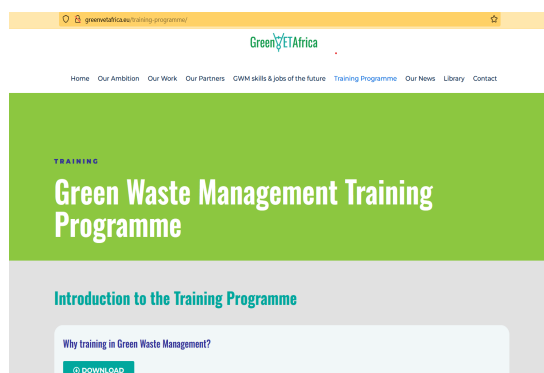 greenvetafrica.eu/training-programme/
GreenVETAfrica
Home Our Ambition Our Work Our Partners GWM skills & jobs of the future Training Programme Our News Library Contact
TRAINING
Green Waste Management Training
Programme
Introduction to the Training Programme
Why training in Green Waste Management?
DOWNLOAD